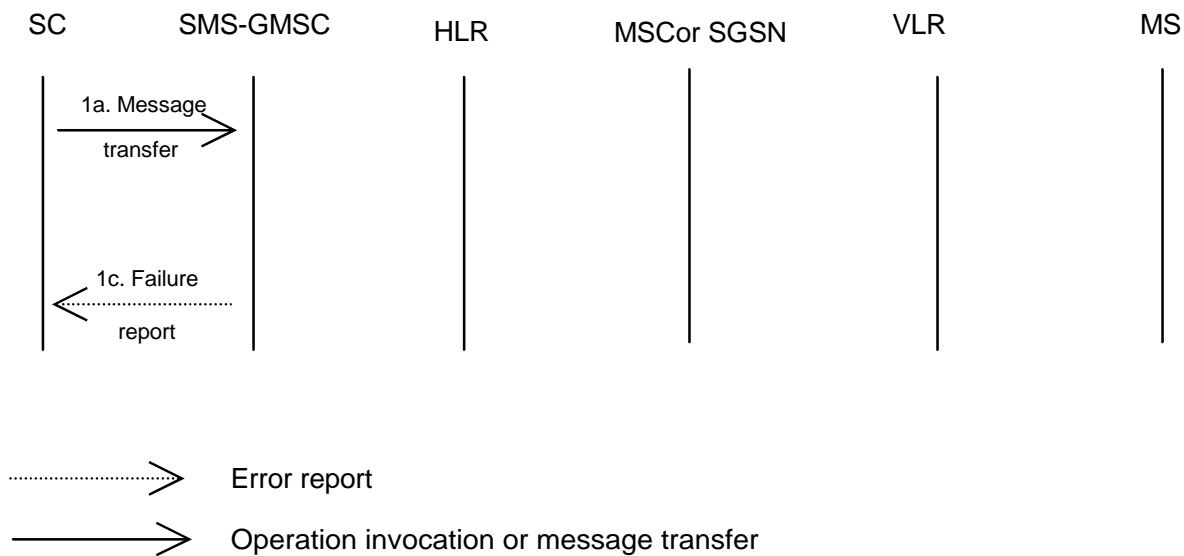 SC SMS-GMSC HLR MSCor SGSN VLR MS
1a. Message
transfer
1c. Failure
report
Error report
Operation invocation or message transfer